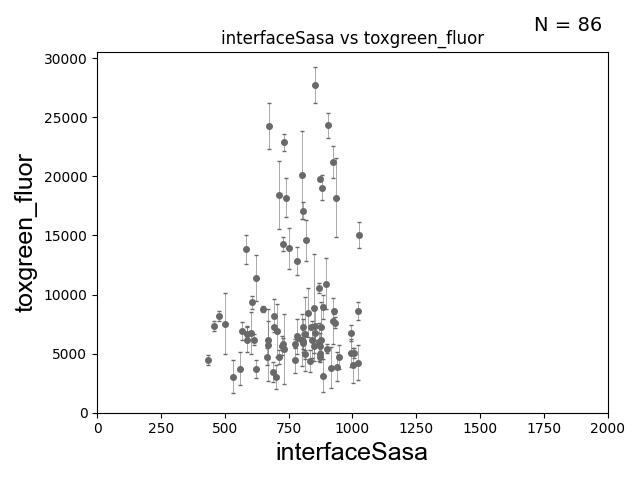 N = 86
interfaceSasa vs toxgreen_fluor
30000
25000
20000
15000
10000
5000
0
toxgreen_fluor
0 250 500 750 1000 1250 1500 1750 2000
interfaceSasa